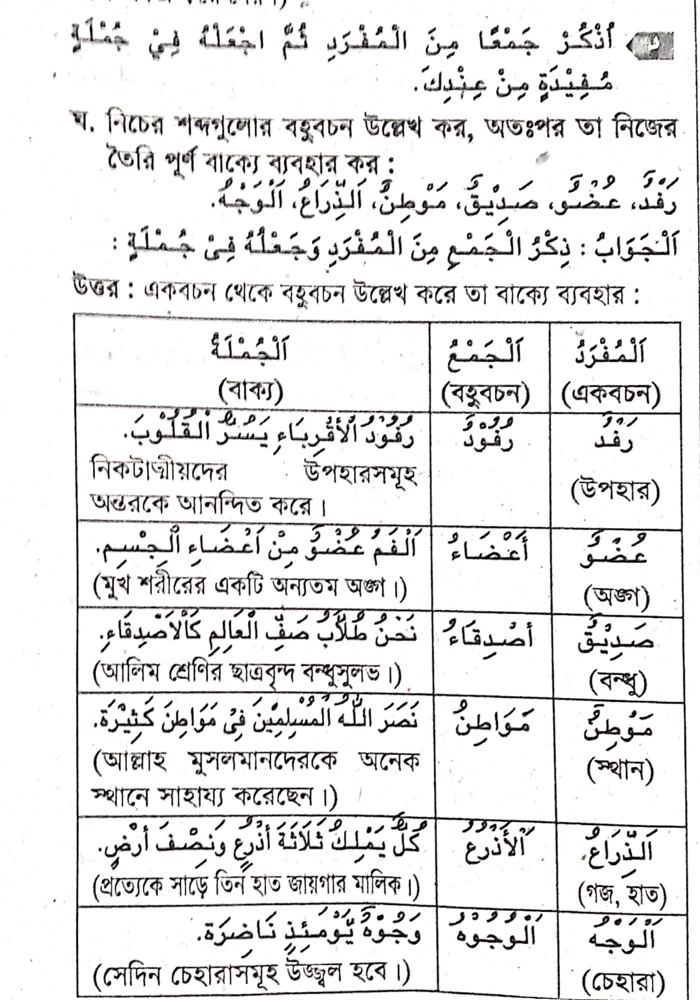 د ◄ اُذْكُرْ جَمْعًا مِنَ الْمُفْرَدِ ثُمَّ اجْعَلْهُ فِيْ جُمْلَةٍ
مُفِيْدَةٍ مِنْ عِنْدِكَ.
ঘ. নিচের শব্দগুলোর বহুবচন উল্লেখ কর, অতঃপর তা নিজের
তৈরি পূর্ণ বাক্যে ব্যবহার কর :
رَفْدٌ، عُضْوٌ، صَدِيْقٌ، مَوْطِنٌ، اَلذِّرَاعُ، اَلْوَجْهُ.
اَلْجَوَابُ : ذِكْرُ الْجَمْعِ مِنَ الْمُفْرَدِ وَجَعْلُهُ فِىْ جُمْلَةٍ :
উত্তর : একবচন থেকে বহুবচন উল্লেখ করে তা বাক্যে ব্যবহার :
اَلْمُفْرَدُ اَلْجَمْعُ اَلْجُمْلَةُ
(একবচন) (বহুবচন) (বাক্য)
رَفْدٌ رُفُوْدٌ رُفُوْدُ الْأَقْرِبَاءِ يَسُرُّ الْقُلُوْبَ.
নিকটাত্মীয়দের উপহারসমূহ
(উপহার)
অন্তরকে আনন্দিত করে।
عُضْوٌ أَعْضَاءُ اَلْفَمُ عُضْوٌ مِنْ اَعْضَاءِ الْجِسْمِ.
(অঙ্গ) (মুখ শরীরের একটি অন্যতম অঙ্গ।)
صَدِيْقٌ أَصْدِقَاءُ نَحْنُ طُلَّابُ صَفِّ الْعَالِمِ كَالْاَصْدِقَاءِ.
(বন্ধু) (আলিম শ্রেণির ছাত্রবৃন্দ বন্ধুসুলভ।)
مَوْطِنٌ مَوَاطِنُ نَصَرَ اللّٰهُ الْمُسْلِمِيْنَ فِىْ مَوَاطِنَ كَثِيْرَةَ.
(স্থান) (আল্লাহ মুসলমানদেরকে অনেক
স্থানে সাহায্য করেছেন।)
اَلذِّرَاعُ. اَلْأَذْرُعُ كُلٌّ يَمْلِكُ ثَلَاثَةَ أَذْرُعٍ وَنِصْفَ أَرْضٍ.
(গজ, হাত) (প্রত্যেকে সাড়ে তিন হাত জায়গার মালিক।)
اَلْوَجْهُ اَلْوُجُوْهُ وَجُوْهٌ يَّوْمَئِذٍ نَاضِرَة.
(চেহারা) (সেদিন চেহারাসমূহ উজ্জ্বল হবে।)